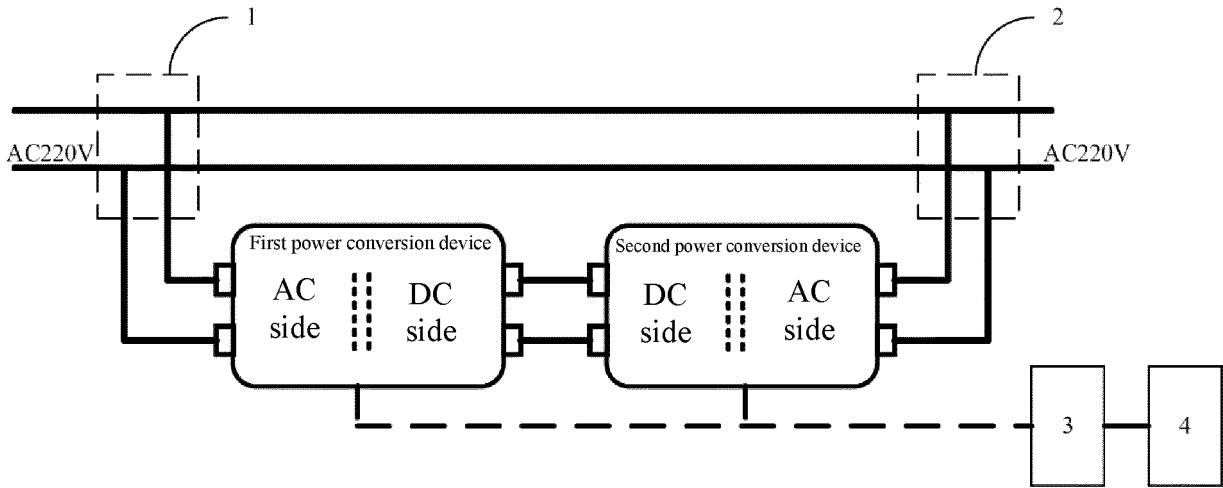 1
2
AC220V
AC220V
First power conversion device
Second power conversion device
AC
side
DC
side
DC
side
AC
side
3
4